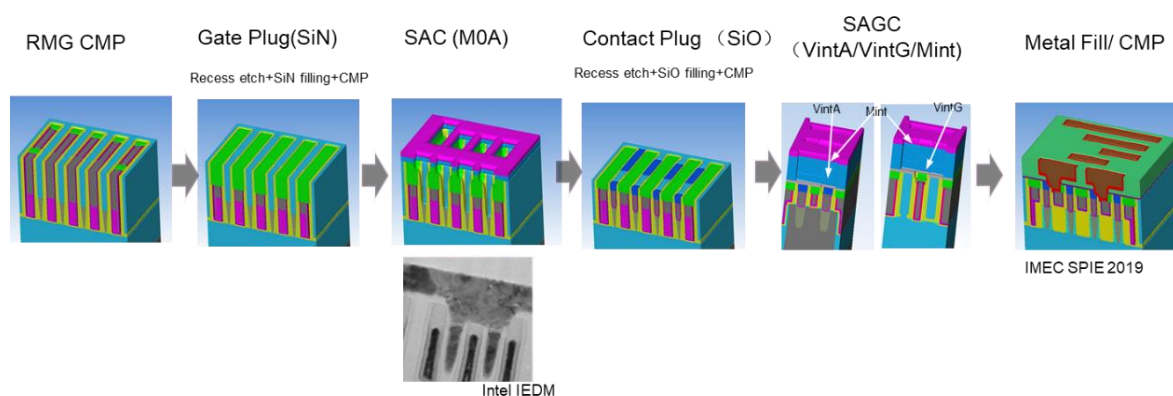 RMG CMP
Gate Plug(SiN)
Recess etch+SiN filling+CMP
SAC (M0A)
Intel IEDM
Contact Plug （SiO）
Recess etch+SiO filling+CMP
SAGC
（VintA/VintG/Mint)
VintA
Mint
VintG
Metal Fill/ CMP
IMEC SPIE 2019